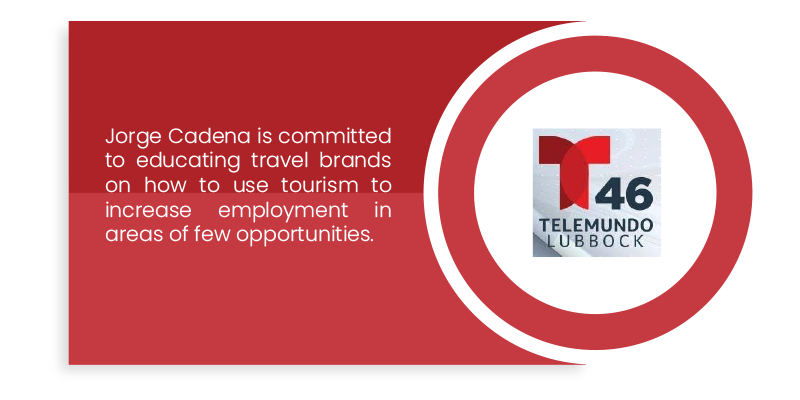 Jorge Cadena is committed
to educating travel brands
on how to use tourism to
increase employment in
areas of few opportunities.
T 46
TELEMUNDO
LUBBOCK